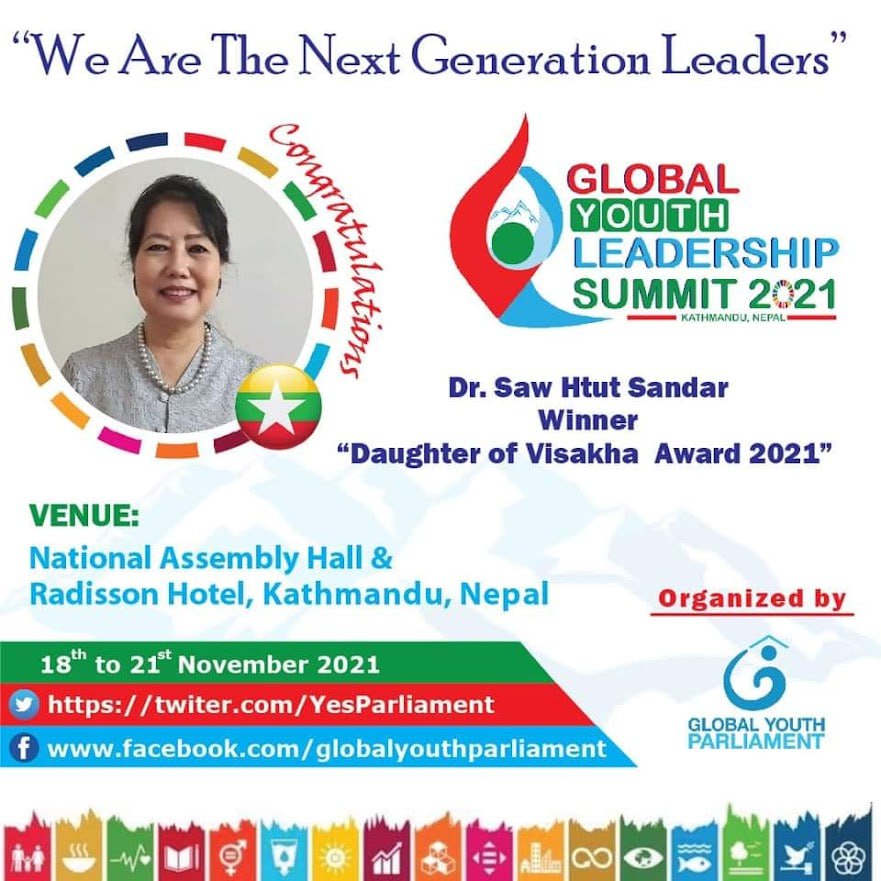 “We Are The Next Generation Leaders”
Congratulations
GLOBAL
YOUTH
LEADERSHIP
SUMMIT 2021
KATHMANDU, NEPAL
Dr. Saw Htut Sandar
Winner
“Daughter of Visakha Award 2021”
VENUE:
National Assembly Hall &
Radisson Hotel, Kathmandu, Nepal
Organized by
18th to 21st November 2021
https://twiter.com/YesParliament
www.facebook.com/globalyouthparliament
GLOBAL YOUTH
PARLIAMENT